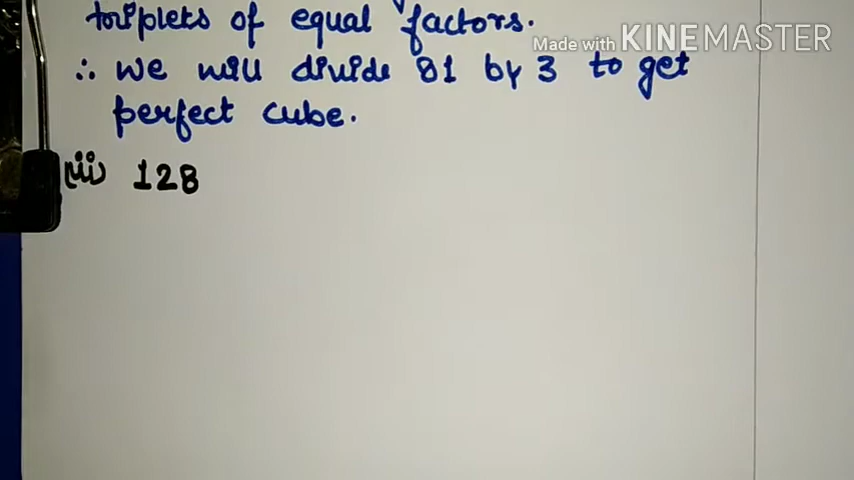 triplets of equal factors.
Made with KINEMASTER
∴ we will divide 81 by 3 to get
perfect cube.
(iii) 128